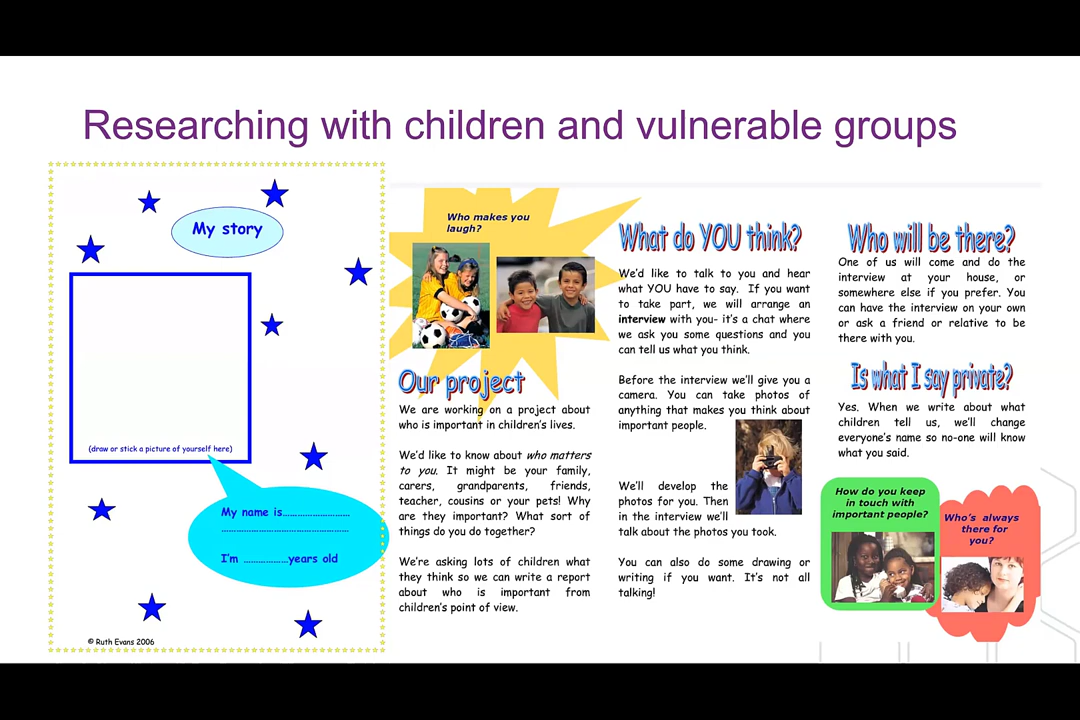 Researching with children and vulnerable groups
My story
(draw or stick a picture of yourself here)
My name is...........................
....................................................
I'm ..................years old
© Ruth Evans 2006
Who makes you
laugh?
Our project
We are working on a project about
who is important in children's lives.
We'd like to know about who matters
to you. It might be your family,
carers, grandparents, friends,
teacher, cousins or your pets! Why
are they important? What sort of
things do you do together?
We're asking lots of children what
they think so we can write a report
about who is important from
children's point of view.
What do YOU think?
We'd like to talk to you and hear
what YOU have to say. If you want
to take part, we will arrange an
interview with you- it's a chat where
we ask you some questions and you
can tell us what you think.
Before the interview we'll give you a
camera. You can take photos of
anything that makes you think about
important people.
We'll develop the
photos for you. Then
in the interview we'll
talk about the photos you took.
You can also do some drawing or
writing if you want. It's not all
talking!
Who will be there?
One of us will come and do the
interview at your house, or
somewhere else if you prefer. You
can have the interview on your own
or ask a friend or relative to be
there with you.
Is what I say private?
Yes. When we write about what
children tell us, we'll change
everyone's name so no-one will know
what you said.
How do you keep
in touch with
important people?
Who's always
there for
you?